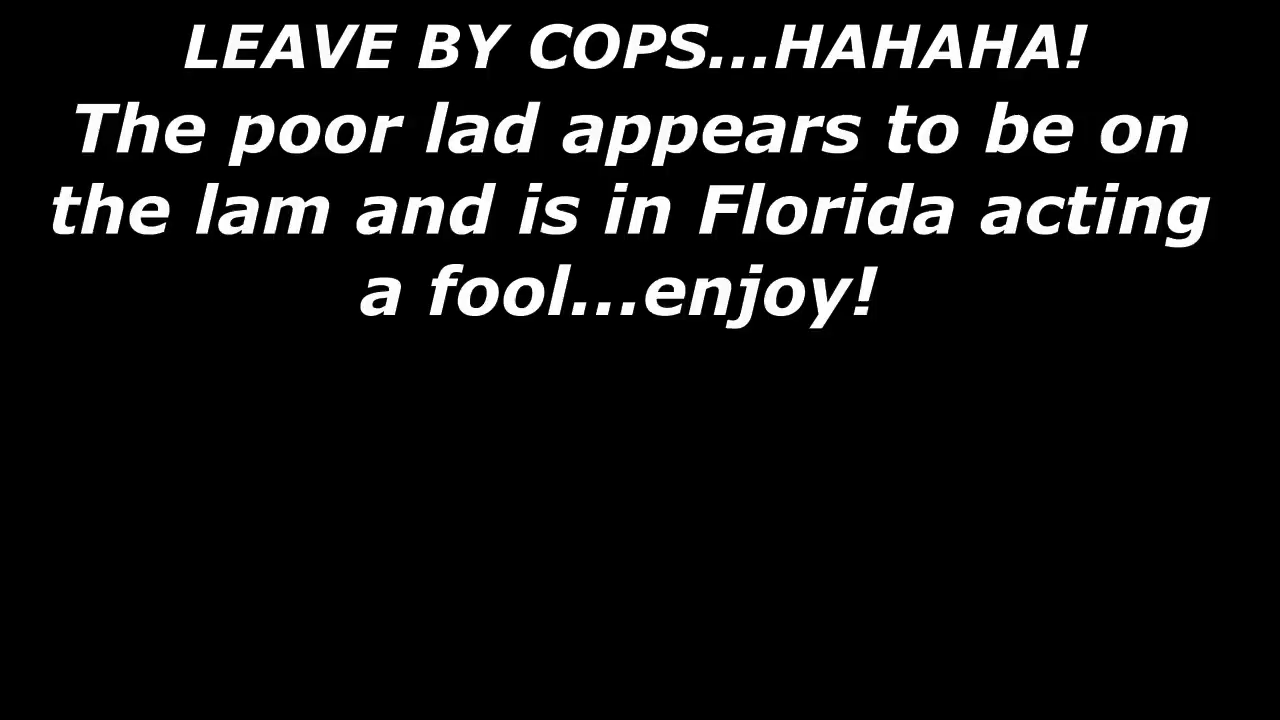 LEAVE BY COPS...HAHAHA!
The poor lad appears to be on
the lam and is in Florida acting
a fool...enjoy!